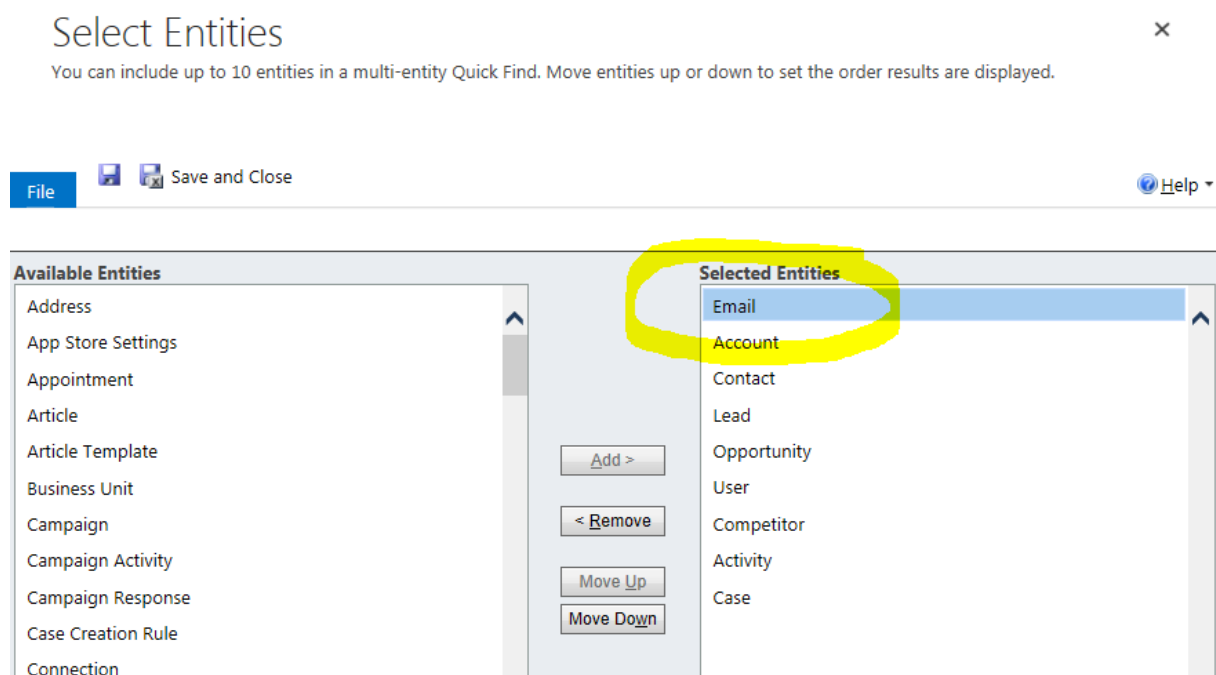 Select Entities
You can include up to 10 entities in a multi-entity Quick Find. Move entities up or down to set the order results are displayed.
File
Save and Close
Help
Available Entities
Address
App Store Settings
Appointment
Article
Article Template
Business Unit
Campaign
Campaign Activity
Campaign Response
Case Creation Rule
Connection
Add >
< Remove
Move Up
Move Down
Selected Entities
Email
Account
Contact
Lead
Opportunity
User
Competitor
Activity
Case